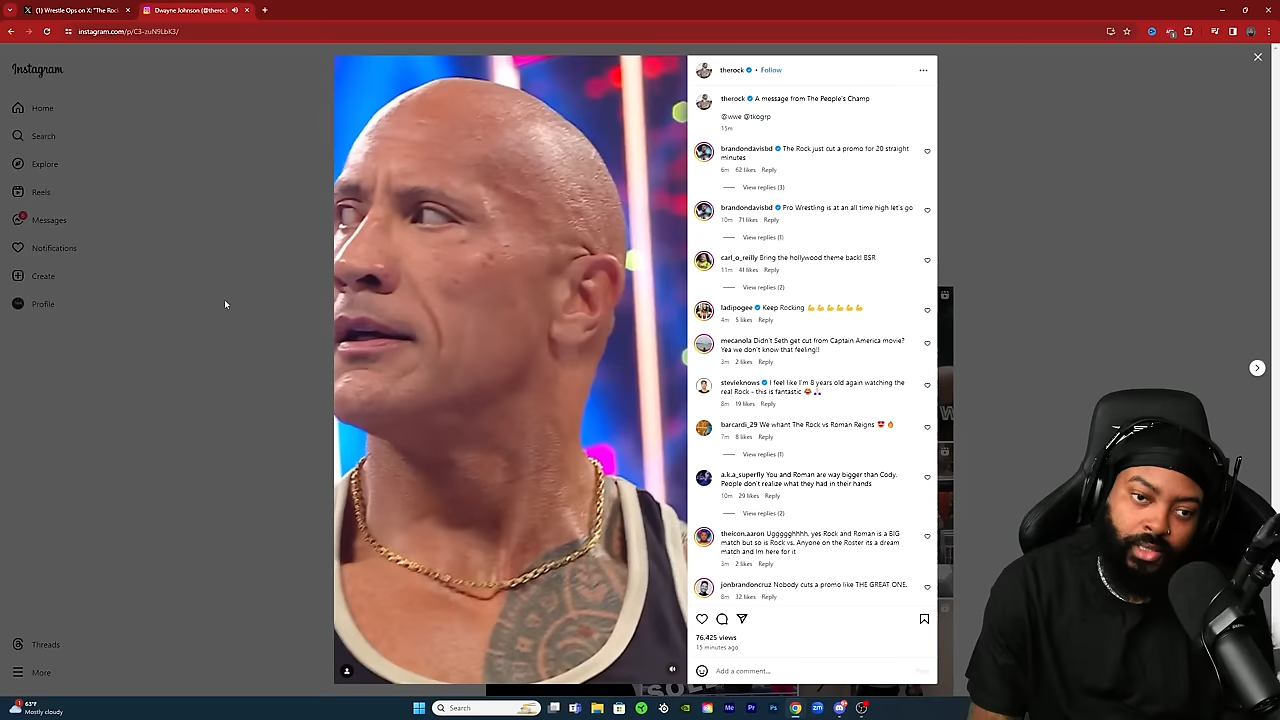 (1) Wrestle Ops on X: "The Roc
Dwayne Johnson (@therock
instagram.com/p/C3-zuN9LbK3/
Instagram
Home
Search
Explore
Reels
Messages
Notifications
Create
Profile
Threads
More
therock • Follow
therock A message from The People's Champ
@wwe @tkogrp
15m
brandondavisbd The Rock just cut a promo for 20 straight
minutes
6m 62 likes Reply
View replies (3)
brandondavisbd Pro Wrestling is at an all time high let's go
10m 71 likes Reply
View replies (1)
carl_o_reilly Bring the hollywood theme back! BSR
11m 41 likes Reply
View replies (2)
ladipogee Keep Rocking 💪💪💪💪💪💪
4m 5 likes Reply
mecanola Didn't Seth get cut from Captain America movie?
Yea we don't know that feeling!!
3m 2 likes Reply
stevieknows I feel like I'm 8 years old again watching the
real Rock - this is fantastic
8m 19 likes Reply
barcardi_29 We whant The Rock vs Roman Reigns 😍🔥
7m 8 likes Reply
View replies (1)
a.k.a_superfly You and Roman are way bigger than Cody.
People don't realize what they had in their hands
10m 29 likes Reply
View replies (2)
theicon.aaron Uggggghhhh, yes Rock and Roman is a BIG
match but so is Rock vs. Anyone on the Roster its a dream
match and Im here for it
3m 2 likes Reply
jonbrandoncruz Nobody cuts a promo like THE GREAT ONE.
8m 32 likes Reply
76,425 views
15 minutes ago
Add a comment...
Post
63°F
Mostly cloudy
Search